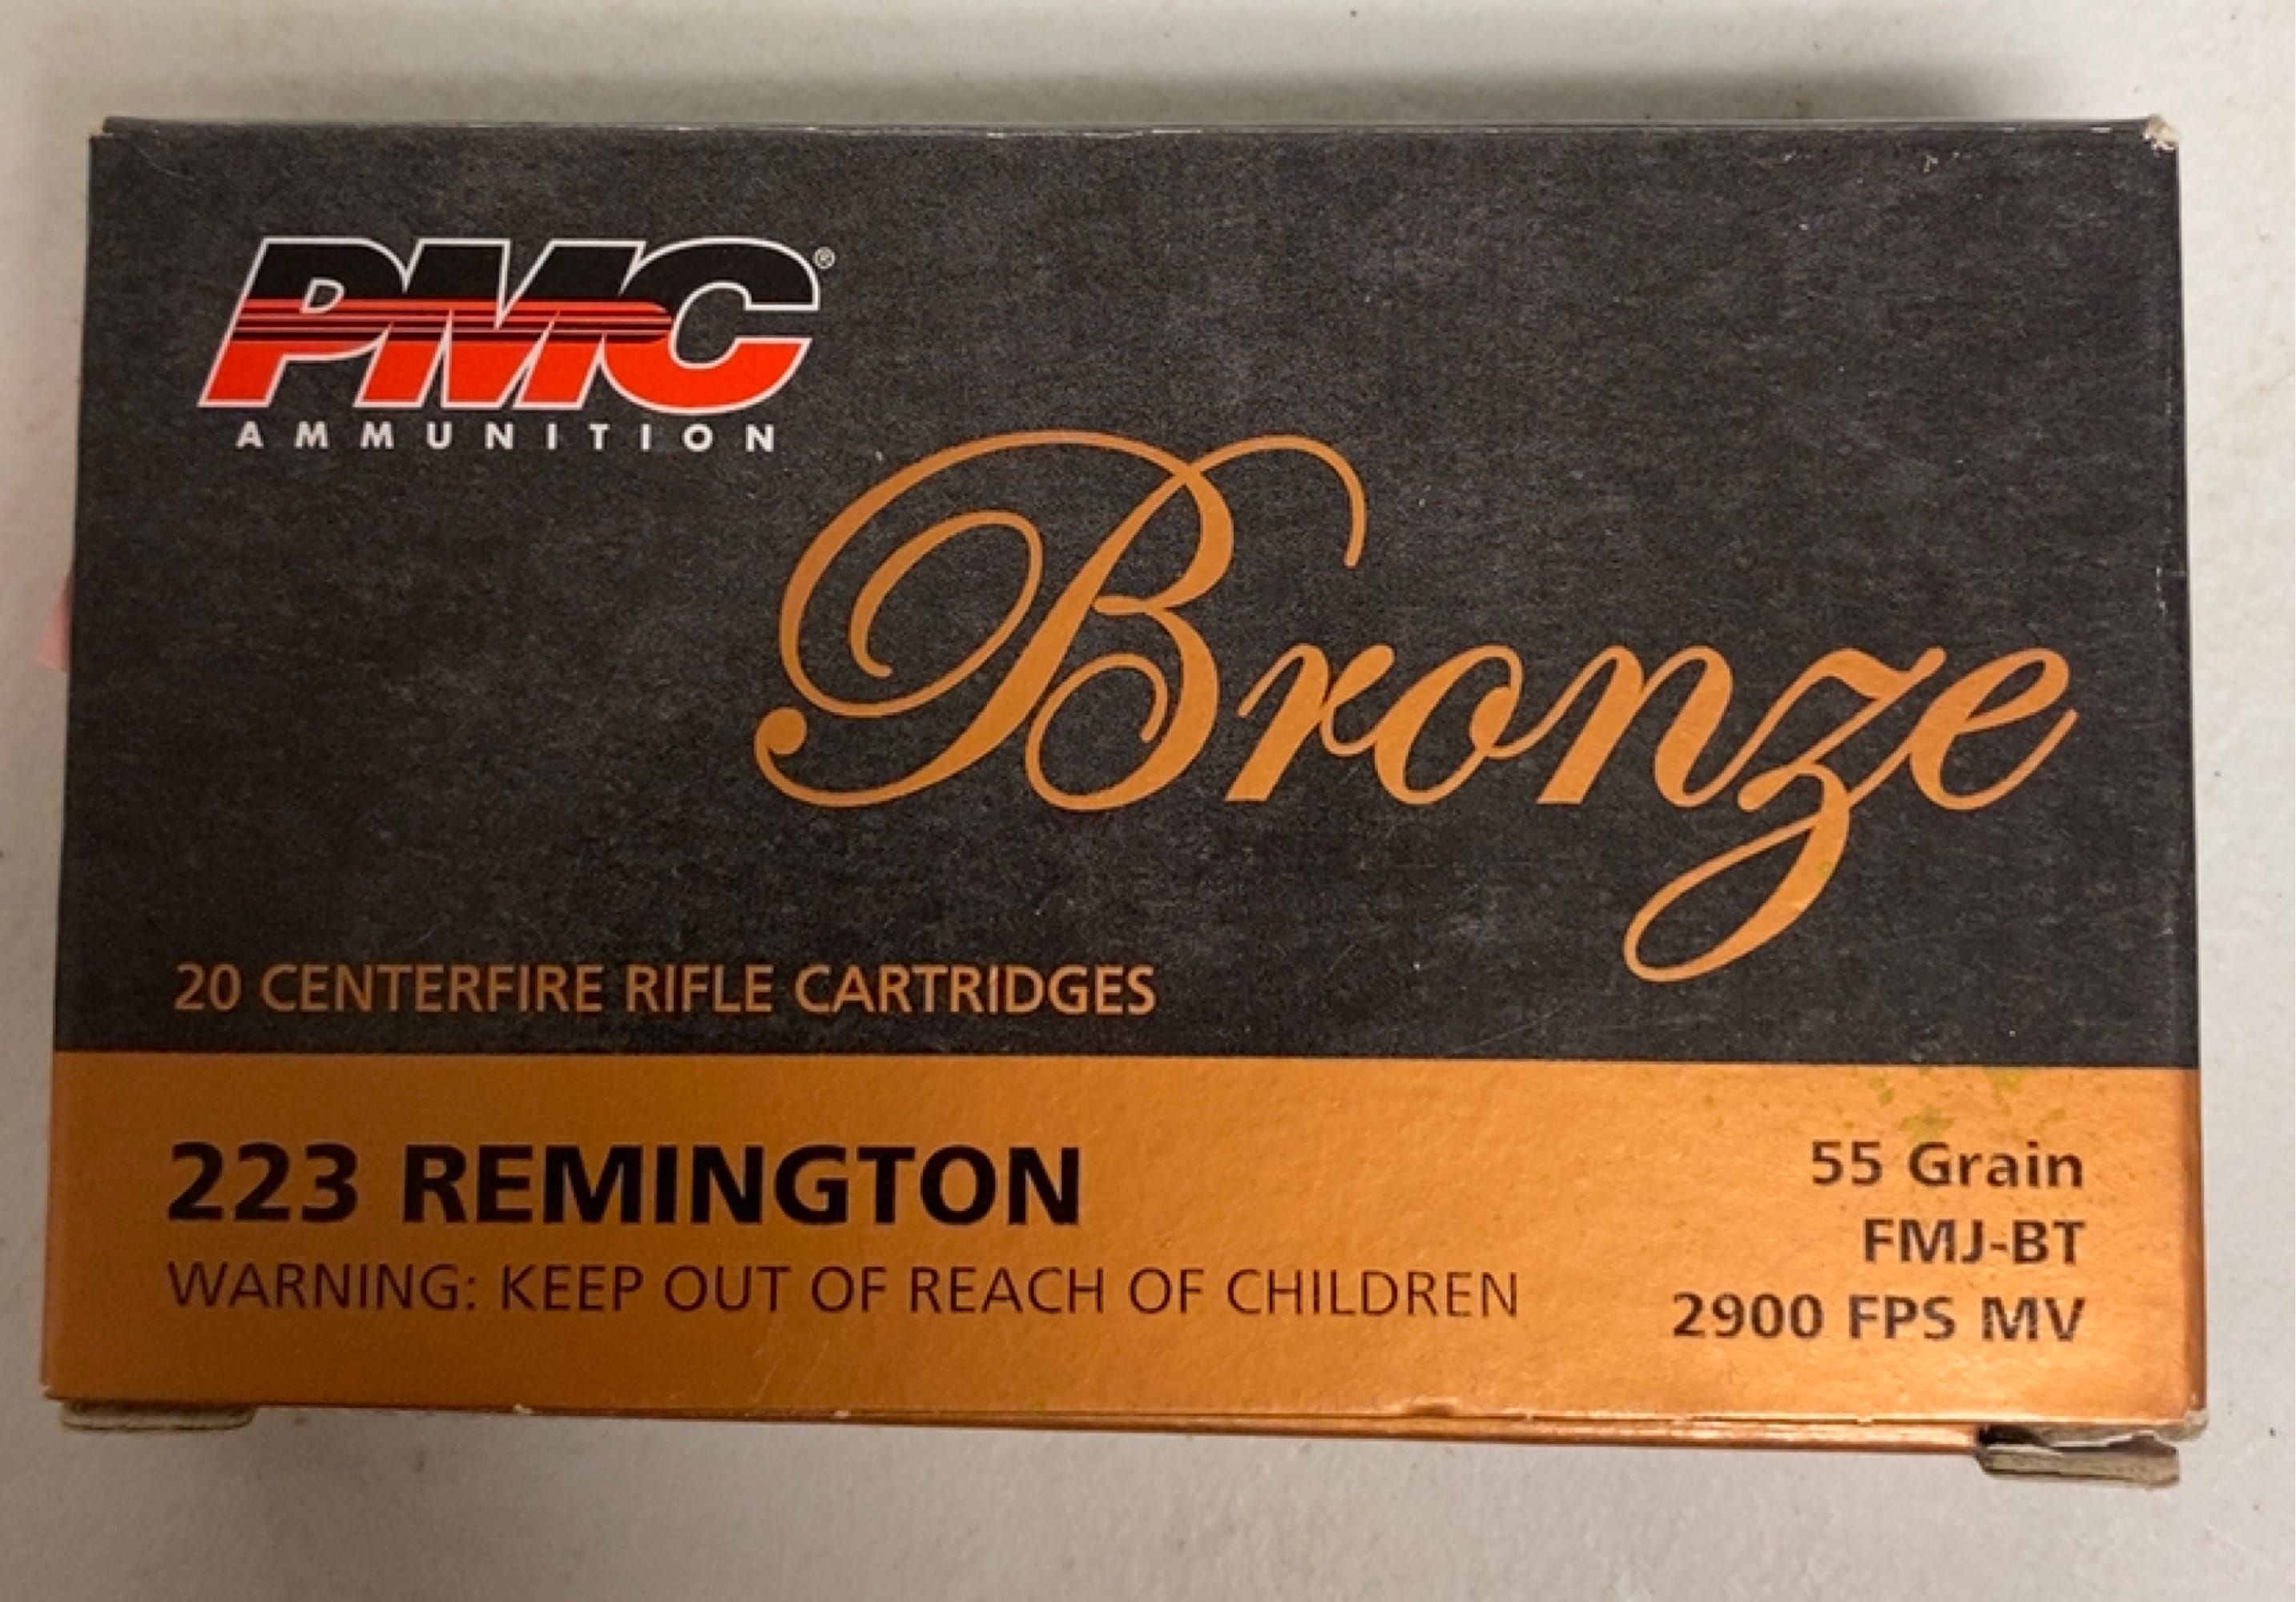 PMC®
AMMUNITION
Bronze
20 CENTERFIRE RIFLE CARTRIDGES
223 REMINGTON
WARNING: KEEP OUT OF REACH OF CHILDREN
55 Grain
FMJ-BT
2900 FPS MV